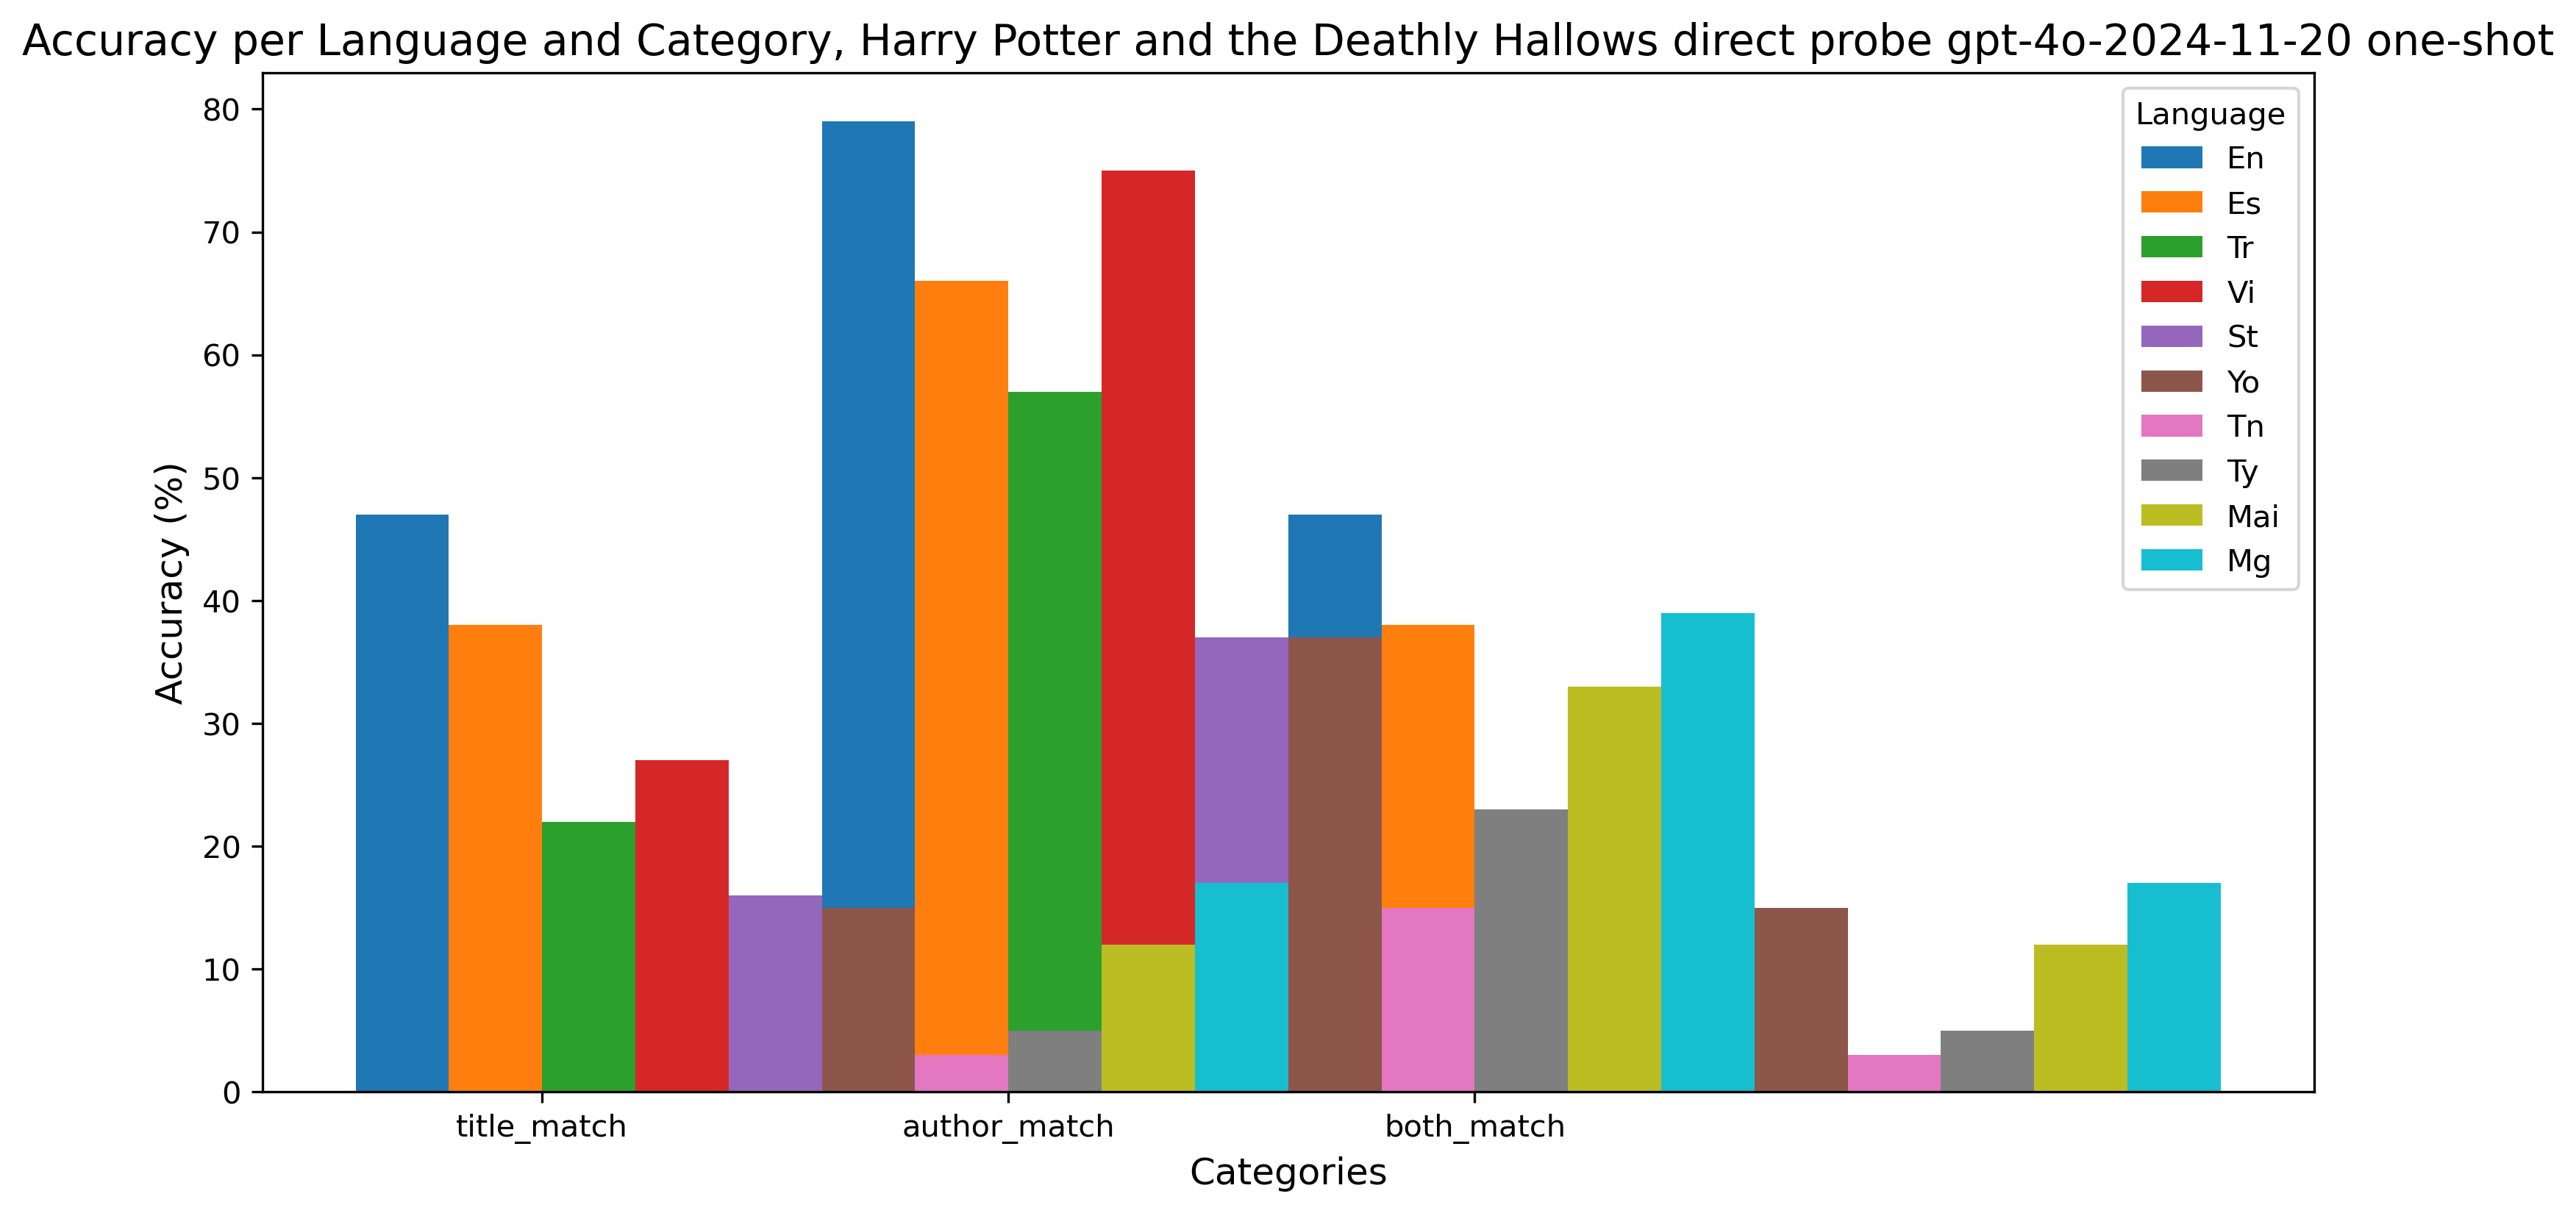 Accuracy per Language and Category, Harry Potter and the Deathly Hallows direct probe gpt-4o-2024-11-20 one-shot
80
70
60
50
40
30
20
10
0
Accuracy (%)
title_match
author_match
both_match
Categories
Language
En
Es
Tr
Vi
St
Yo
Tn
Ty
Mai
Mg